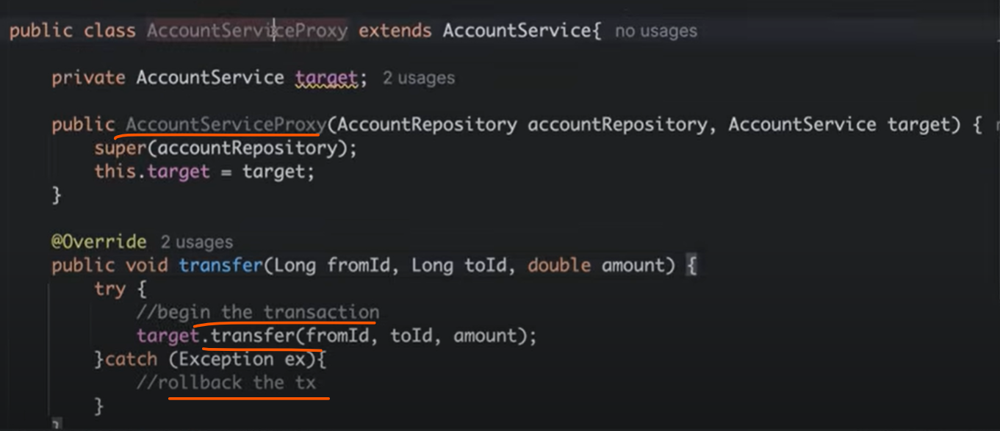 public class AccountServiceProxy extends AccountService{ no usages
private AccountService target; 2 usages
public AccountServiceProxy(AccountRepository accountRepository, AccountService target) {
super(accountRepository);
this.target = target;
}
@Override 2 usages
public void transfer(Long fromId, Long toId, double amount) {
try {
//begin the transaction
target.transfer(fromId, toId, amount);
}catch (Exception ex){
//rollback the tx
}
}